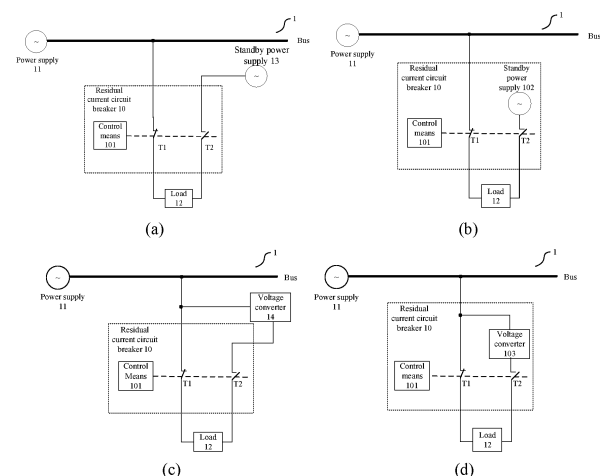 1
Bus
Power supply
11
Standby power
supply 13
~
~
Residual
current circuit
breaker 10
Control
means
101
T1
T2
Load
12
(a)
1
Bus
~
Power supply
11
Residual
current circuit
breaker 10
Standby
power
supply 102
~
Control
means
101
T1
T2
Load
12
(b)
1
Bus
~
Power supply
11
Voltage
converter
14
Residual
current circuit
breaker 10
Control
Means
101
T1
T2
Load
12
(c)
1
Bus
~
Power supply
11
Residual
current circuit
breaker 10
Voltage
converter
103
Control
means
101
T1
T2
Load
12
(d)